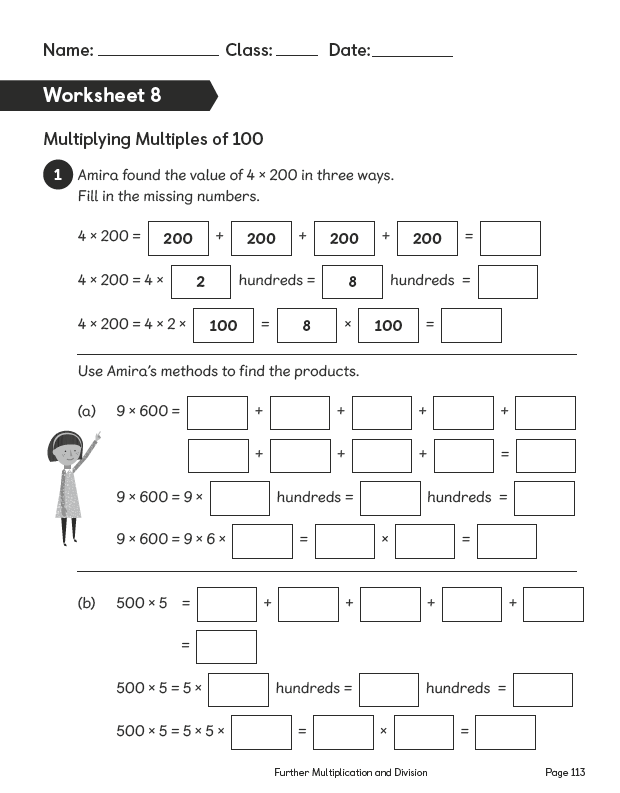 Name: ____________ Class: _____ Date: _________
Worksheet 8
Multiplying Multiples of 100
1 Amira found the value of 4 × 200 in three ways.
Fill in the missing numbers.
4 × 200 = 200 + 200 + 200 + 200 =
4 × 200 = 4 × 2 hundreds = 8 hundreds =
4 × 200 = 4 × 2 × 100 = 8 × 100 =
Use Amira's methods to find the products.
(a) 9 × 600 = + + + +
+ + + =
9 × 600 = 9 × hundreds = hundreds =
9 × 600 = 9 × 6 × = × =
(b) 500 × 5 = + + + +
=
500 × 5 = 5 × hundreds = hundreds =
500 × 5 = 5 × 5 × = × =
Further Multiplication and Division Page 113